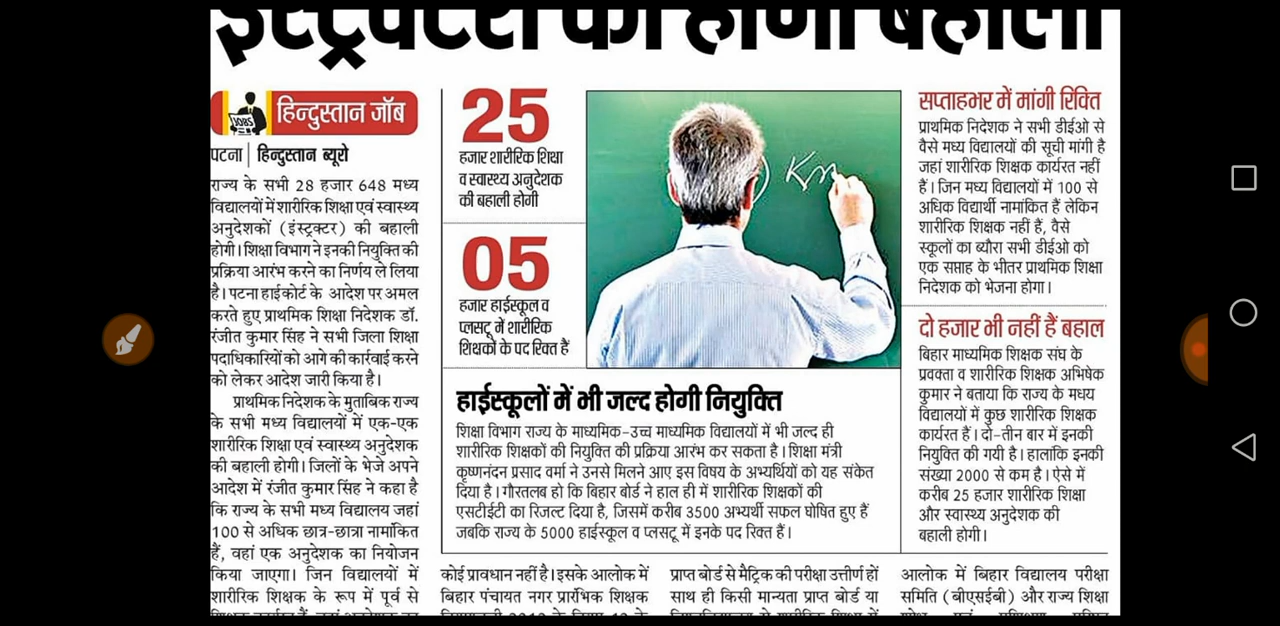 इंस्ट्रक्टरों की होगी बहाली
JOBS
हिन्दुस्तान जॉब
पटना | हिन्दुस्तान ब्यूरो
राज्य के सभी 28 हजार 648 मध्य
विद्यालयों में शारीरिक शिक्षा एवं स्वास्थ्य
अनुदेशकों (इंस्ट्रक्टर) की बहाली
होगी। शिक्षा विभाग ने इनकी नियुक्ति की
प्रक्रिया आरंभ करने का निर्णय ले लिया
है। पटना हाईकोर्ट के आदेश पर अमल
करते हुए प्राथमिक शिक्षा निदेशक डॉ.
रंजीत कुमार सिंह ने सभी जिला शिक्षा
पदाधिकारियों को आगे की कार्रवाई करने
को लेकर आदेश जारी किया है।
प्राथमिक निदेशक के मुताबिक राज्य
के सभी मध्य विद्यालयों में एक-एक
शारीरिक शिक्षा एवं स्वास्थ्य अनुदेशक
की बहाली होगी। जिलों के भेजे अपने
आदेश में रंजीत कुमार सिंह ने कहा है
कि राज्य के सभी मध्य विद्यालय जहां
100 से अधिक छात्र-छात्रा नामांकित
हैं, वहां एक अनुदेशक का नियोजन
किया जाएगा। जिन विद्यालयों में
शारीरिक शिक्षक के रूप में पूर्व से
25
हजार शारीरिक शिक्षा
व स्वास्थ्य अनुदेशक
की बहाली होगी
05
हजार हाईस्कूल व
प्लसटू में शारीरिक
शिक्षकों के पद रिक्त हैं
Km
हाईस्कूलों में भी जल्द होगी नियुक्ति
शिक्षा विभाग राज्य के माध्यमिक-उच्च माध्यमिक विद्यालयों में भी जल्द ही
शारीरिक शिक्षकों की नियुक्ति की प्रक्रिया आरंभ कर सकता है। शिक्षा मंत्री
कृष्णनंदन प्रसाद वर्मा ने उनसे मिलने आए इस विषय के अभ्यर्थियों को यह संकेत
दिया है। गौरतलब हो कि बिहार बोर्ड ने हाल ही में शारीरिक शिक्षकों की
एसटीईटी का रिजल्ट दिया है, जिसमें करीब 3500 अभ्यर्थी सफल घोषित हुए हैं
जबकि राज्य के 5000 हाईस्कूल व प्लसटू में इनके पद रिक्त हैं।
कोई प्रावधान नहीं है। इसके आलोक में
बिहार पंचायत नगर प्रारंभिक शिक्षक
प्राप्त बोर्ड से मैट्रिक की परीक्षा उत्तीर्ण हों
साथ ही किसी मान्यता प्राप्त बोर्ड या
सप्ताहभर में मांगी रिक्ति
प्राथमिक निदेशक ने सभी डीईओ से
वैसे मध्य विद्यालयों की सूची मांगी है
जहां शारीरिक शिक्षक कार्यरत नहीं
हैं। जिन मध्य विद्यालयों में 100 से
अधिक विद्यार्थी नामांकित हैं लेकिन
शारीरिक शिक्षक नहीं हैं, वैसे
स्कूलों का ब्यौरा सभी डीईओ को
एक सप्ताह के भीतर प्राथमिक शिक्षा
निदेशक को भेजना होगा।
दो हजार भी नहीं हैं बहाल
बिहार माध्यमिक शिक्षक संघ के
प्रवक्ता व शारीरिक शिक्षक अभिषेक
कुमार ने बताया कि राज्य के मधय
विद्यालयों में कुछ शारीरिक शिक्षक
कार्यरत हैं। दो-तीन बार में इनकी
नियुक्ति की गयी है। हालांकि इनकी
संख्या 2000 से कम है। ऐसे में
करीब 25 हजार शारीरिक शिक्षा
और स्वास्थ्य अनुदेशक की
बहाली होगी।
आलोक में बिहार विद्यालय परीक्षा
समिति (बीएसईबी) और राज्य शिक्षा